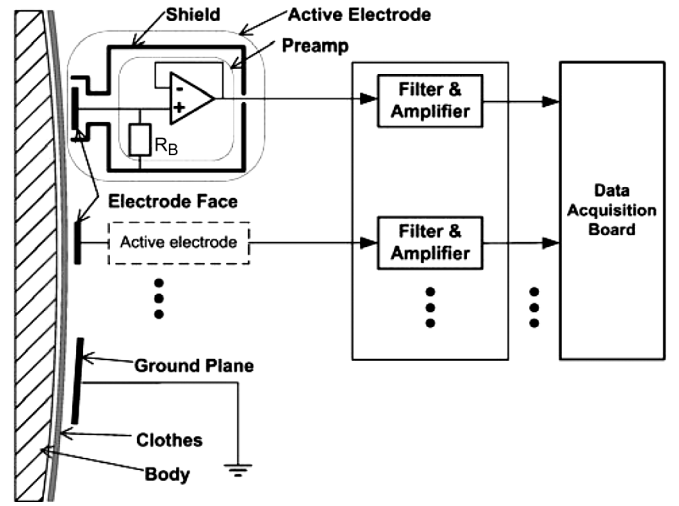 Shield
Active Electrode
Preamp
-
+
R_B
Filter &
Amplifier
Electrode Face
Active electrode
Filter &
Amplifier
Data
Acquisition
Board
Ground Plane
Clothes
Body